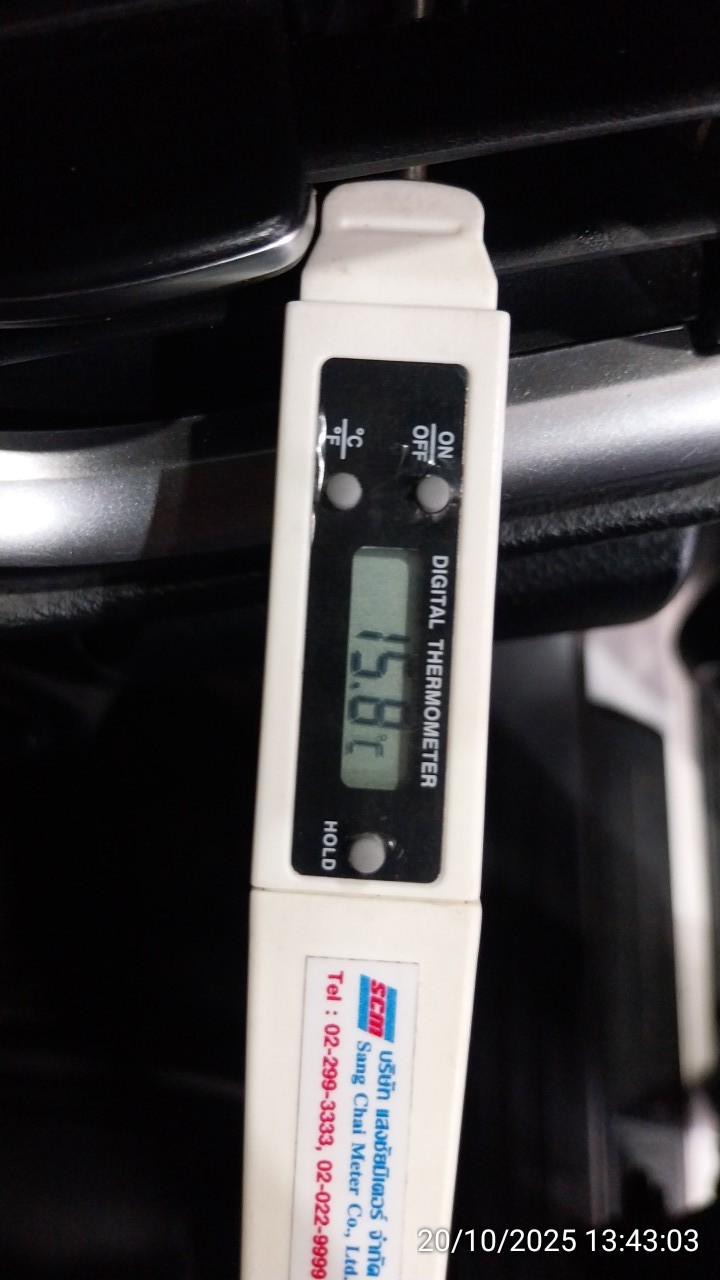 ON
OFF
°C
°F
DIGITAL THERMOMETER
15.8°C
HOLD
scm บริษัท แสงชัยมิเตอร์ จำกัด
Sang Chai Meter Co., Ltd.
Tel : 02-299-3333, 02-022-9999
20/10/2025 13:43:03